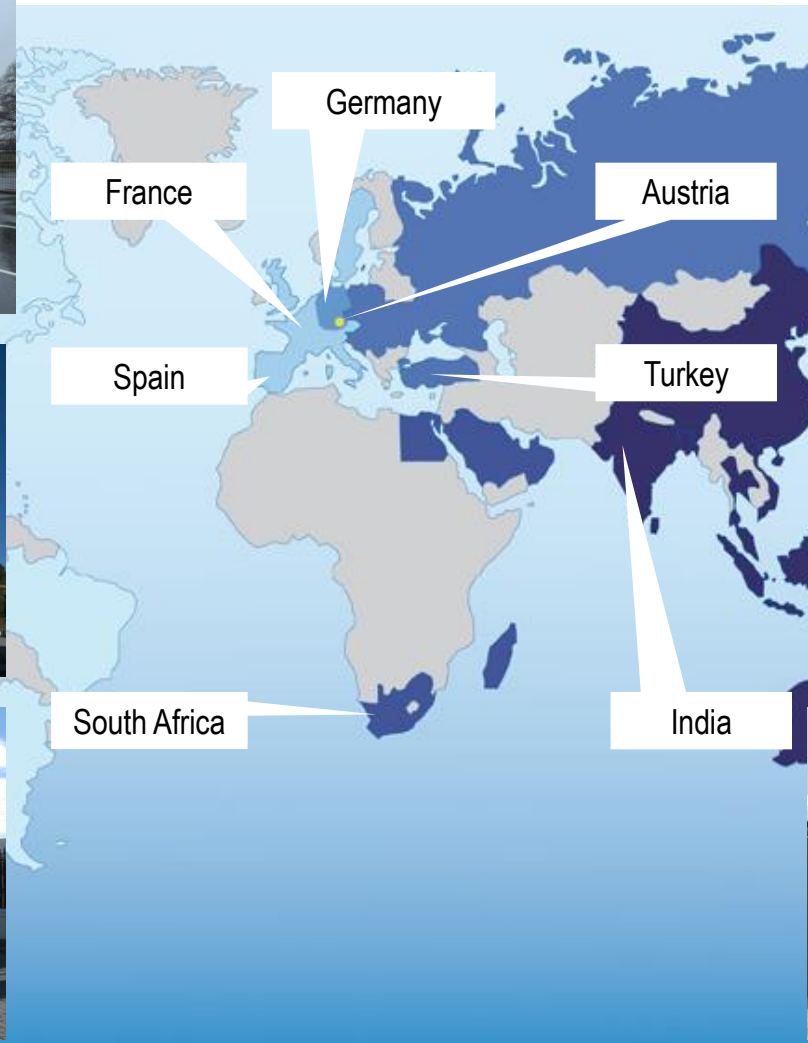 Germany
France
Austria
Spain
Turkey
South Africa
India